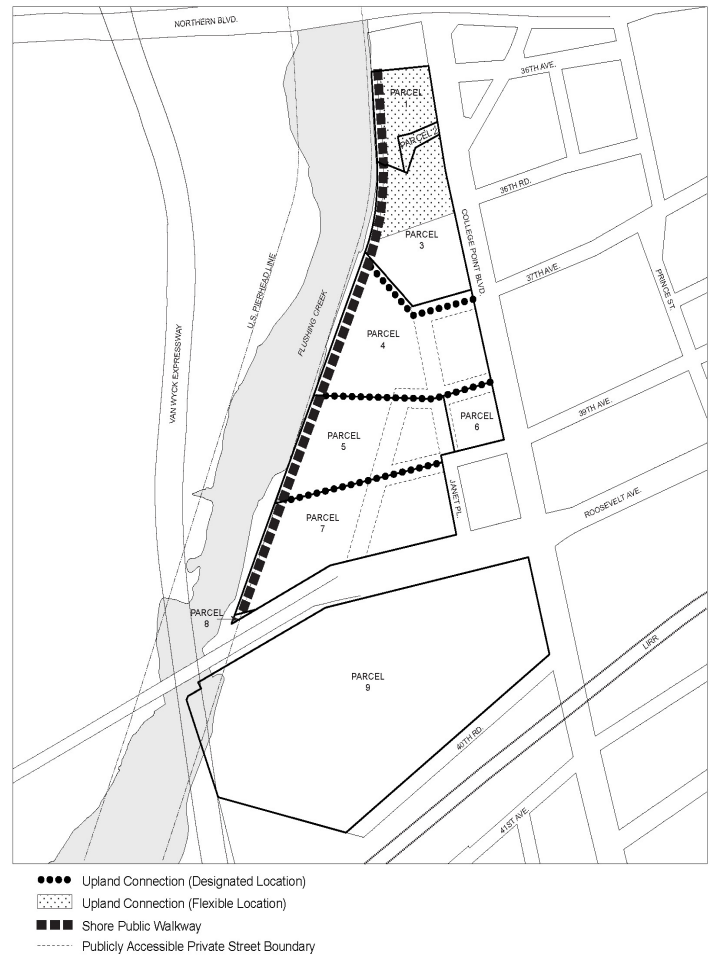 NORTHERN BLVD.
36TH AVE.
PARCEL
1
PARCEL 2
36TH RD.
COLLEGE POINT BLVD.
PARCEL
3
U.S. PIERHEAD LINE
37TH AVE.
PRINCE ST.
FLUSHING CREEK
VAN WYCK EXPRESSWAY
PARCEL
4
39TH AVE.
PARCEL
6
PARCEL
5
JANET PL.
ROOSEVELT AVE.
PARCEL
7
PARCEL
8
LIRR
PARCEL
9
40TH RD.
41ST AVE.
Upland Connection (Designated Location)
Upland Connection (Flexible Location)
Shore Public Walkway
Publicly Accessible Private Street Boundary